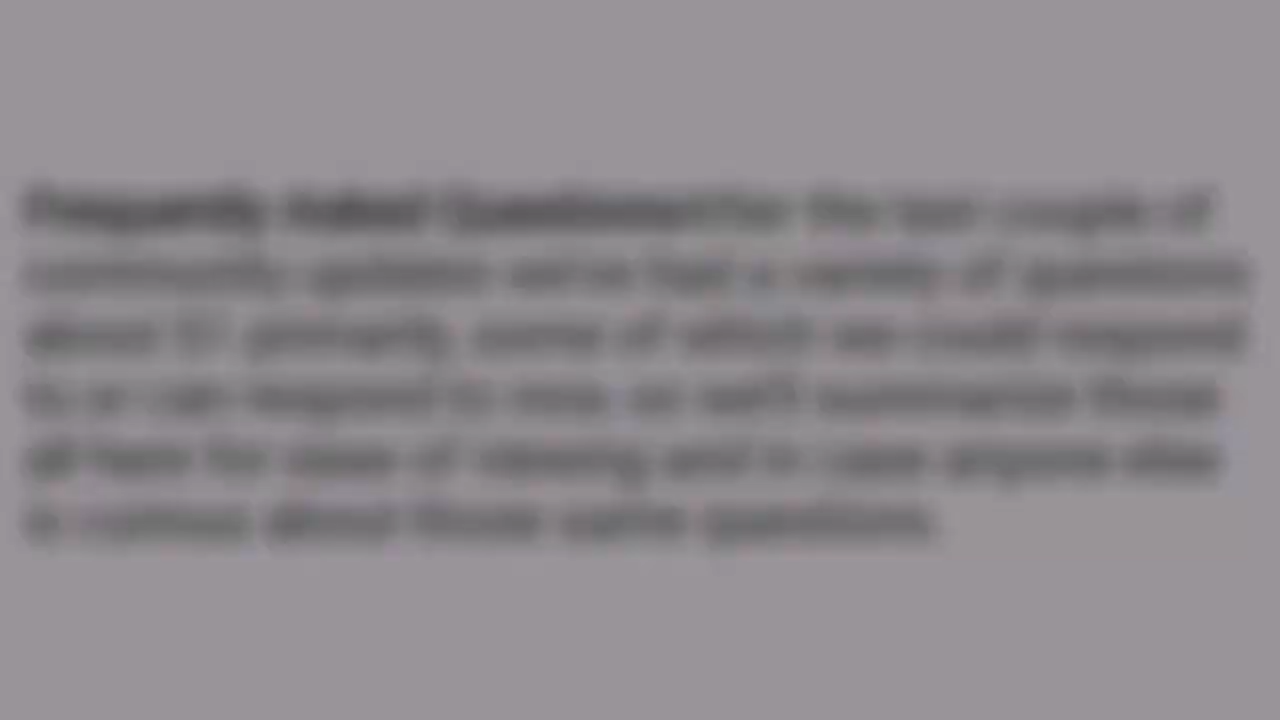 Frequently Asked Questions For the last couple of
community updates we've had a variety of questions
about primarily, some of which we could respond
to or can respond to now, so we'll summarize those
all here for ease of viewing and in case anyone else
is curious about those same questions.